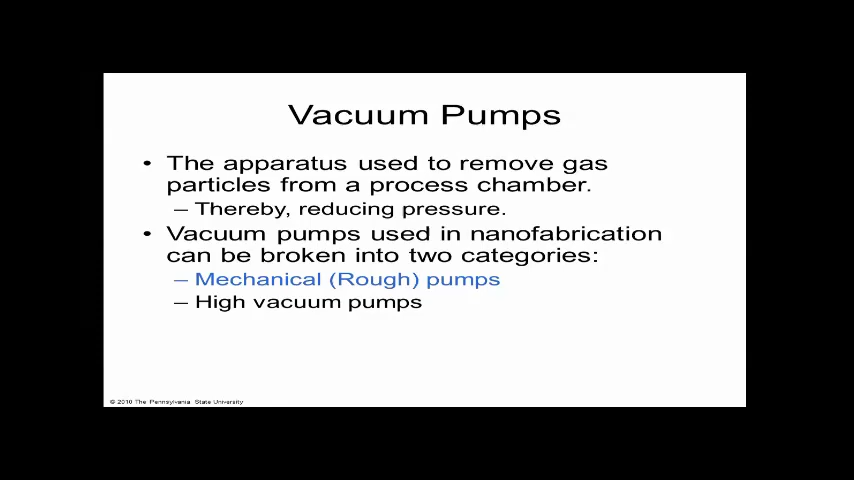 Vacuum Pumps
• The apparatus used to remove gas
particles from a process chamber.
– Thereby, reducing pressure.
• Vacuum pumps used in nanofabrication
can be broken into two categories:
– Mechanical (Rough) pumps
– High vacuum pumps
© 2010 The Pennsylvania State University